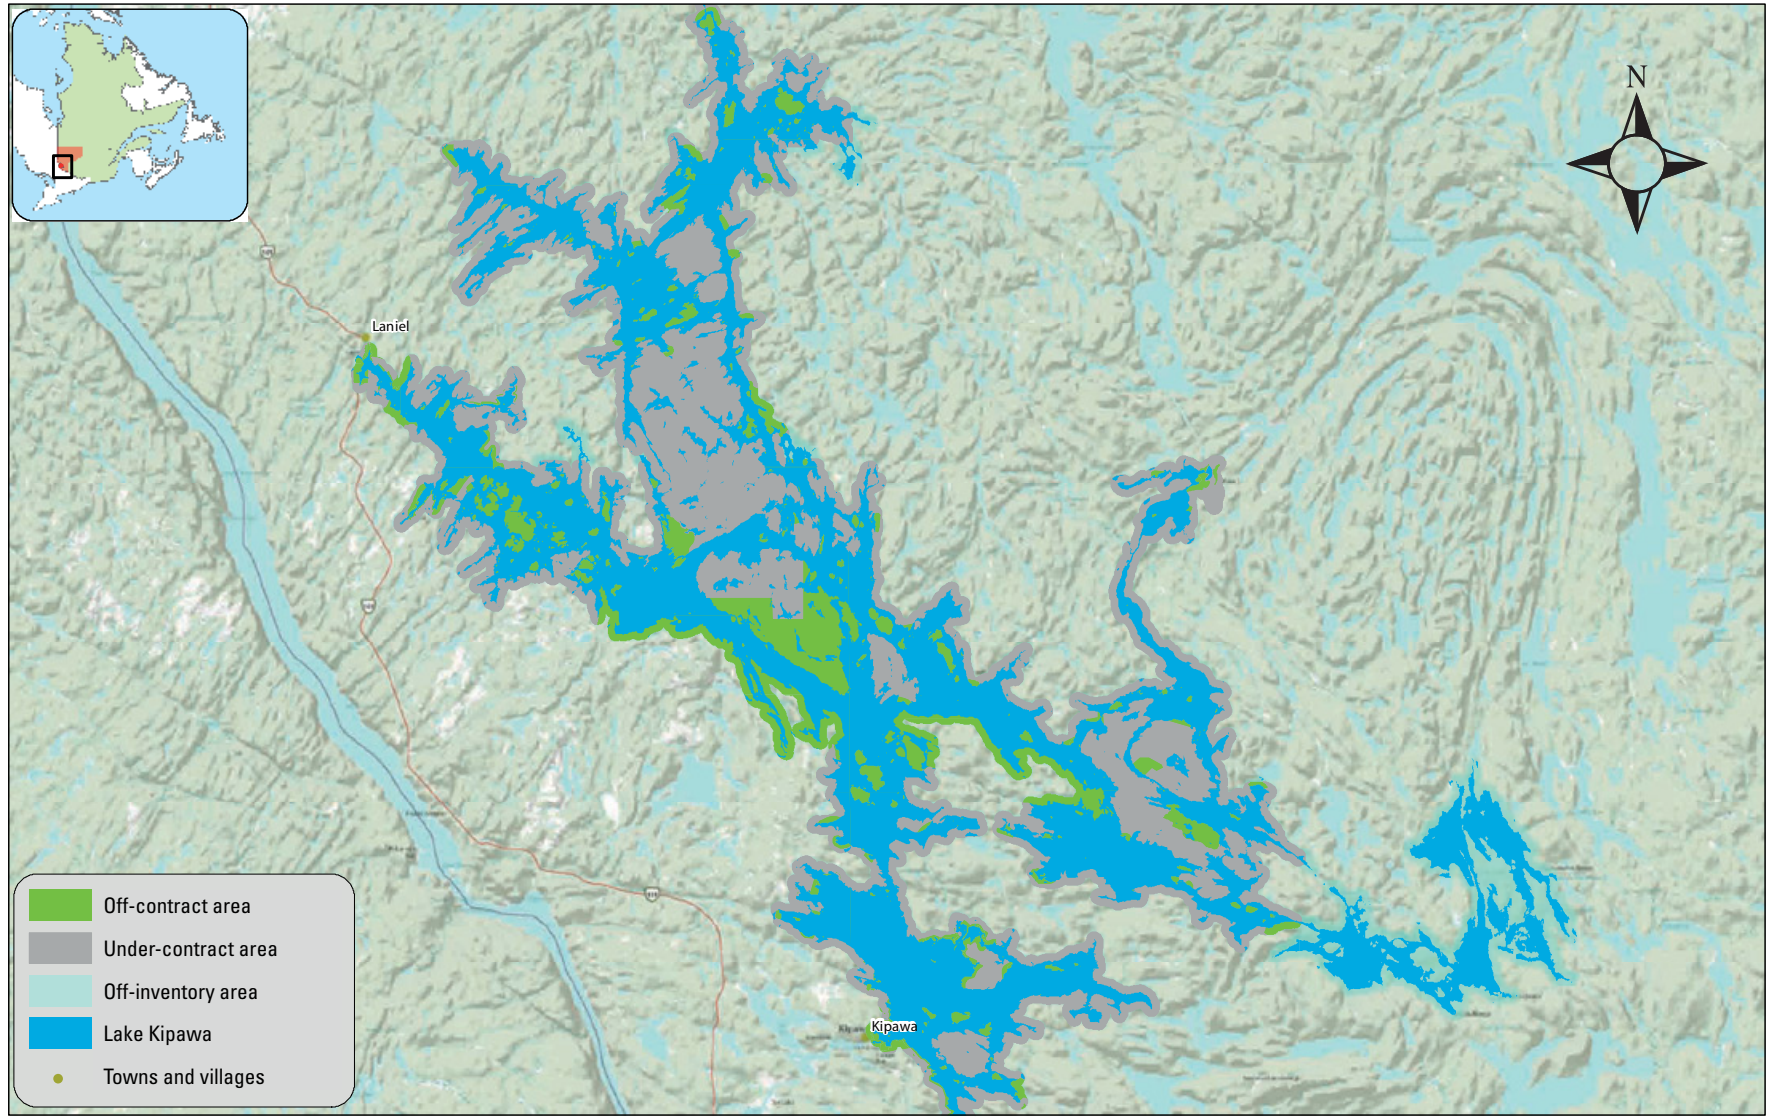 N
Laniel
Kipawa
Off-contract area
Under-contract area
Off-inventory area
Lake Kipawa
Towns and villages